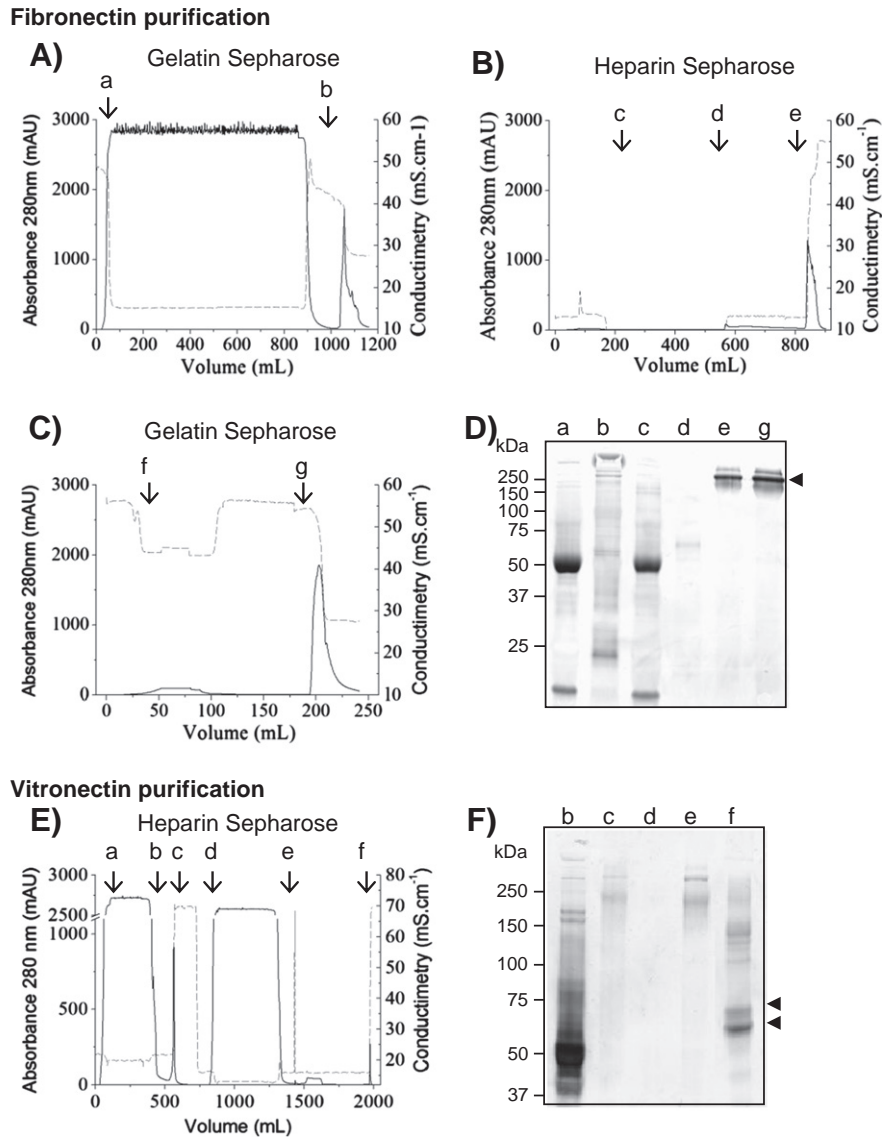 Fibronectin purification
A)
Gelatin Sepharose
a
b
3000
2000
1000
0
60
50
40
30
20
10
0 200 400 600 800 1000 1200
Absorbance 280nm (mAU)
Conductimetry (mS.cm-1)
Volume (mL)
B)
Heparin Sepharose
c
d
e
3000
2000
1000
0
60
50
40
30
20
10
0 200 400 600 800
Absorbance 280nm (mAU)
Conductimetry (mS.cm⁻¹)
Volume (mL)
C)
Gelatin Sepharose
f
g
3000
2000
1000
0
60
50
40
30
20
10
0 50 100 150 200 250
Absorbance 280nm (mAU)
Conductimetry (mS.cm⁻¹)
Volume (mL)
D)
a b c d e g
kDa
250
150
100
75
50
37
25
Vitronectin purification
E)
Heparin Sepharose
a b c d e f
3000
2500
1000
500
0
80
70
60
50
40
30
20
0 500 1000 1500 2000
Absorbance 280 nm (mAU)
Conductimetry (mS.cm⁻¹)
Volume (mL)
F)
b c d e f
kDa
250
150
100
75
50
37